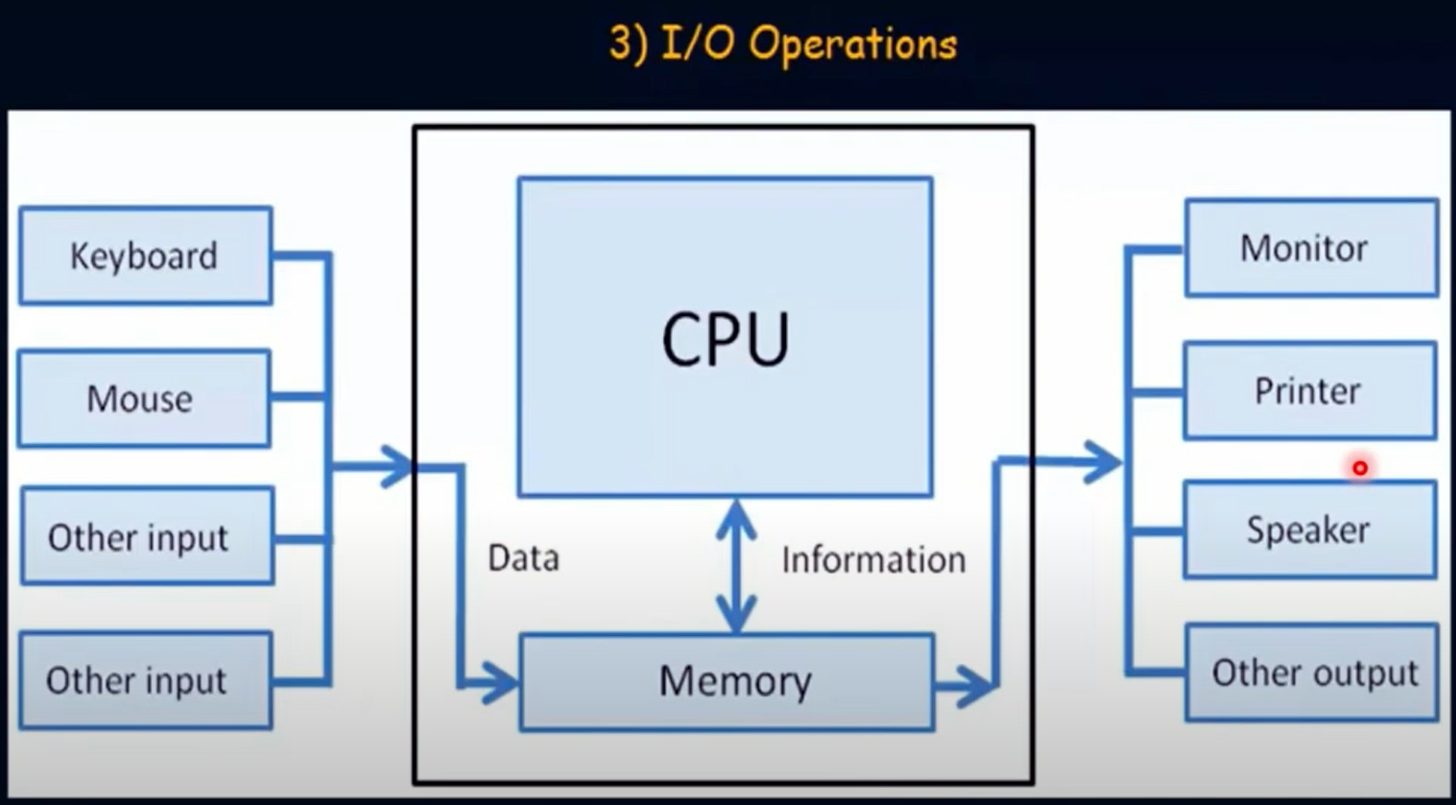 3) I/O Operations
Keyboard
Mouse
Other input
Other input
CPU
Data
Information
Memory
Monitor
Printer
Speaker
Other output